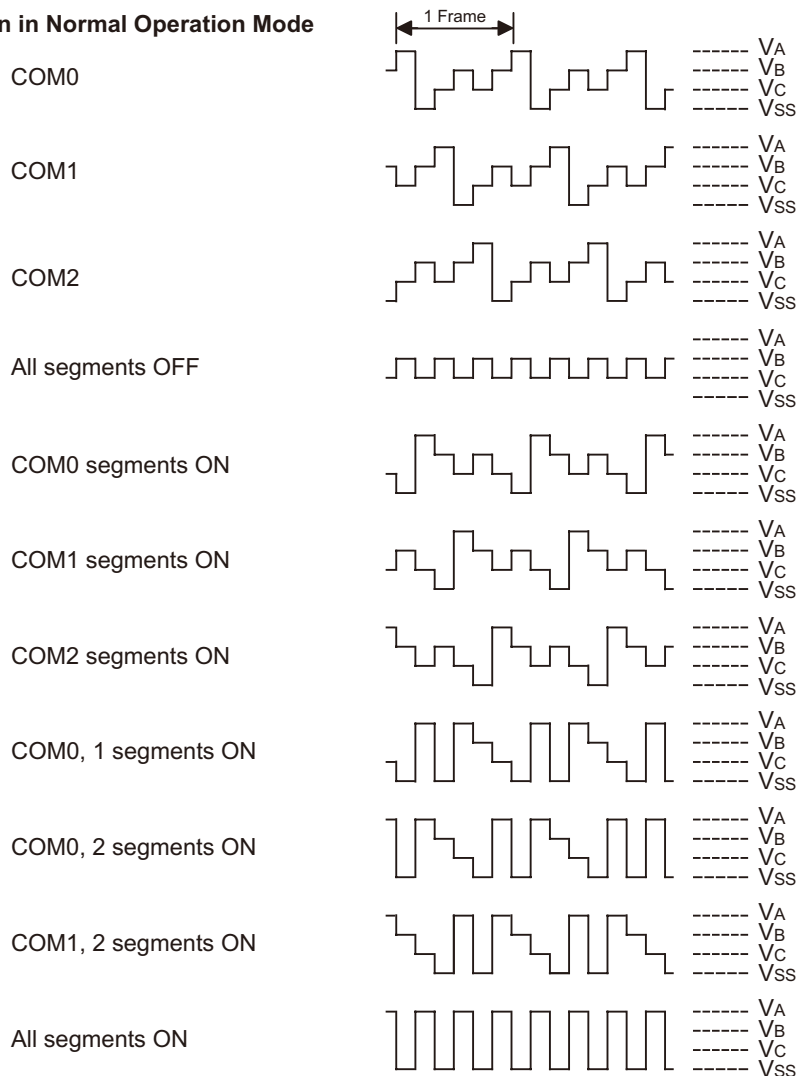 n in Normal Operation Mode
1 Frame
COM0
VA
VB
VC
VSS
COM1
VA
VB
VC
VSS
COM2
VA
VB
VC
VSS
All segments OFF
VA
VB
VC
VSS
COM0 segments ON
VA
VB
VC
VSS
COM1 segments ON
VA
VB
VC
VSS
COM2 segments ON
VA
VB
VC
VSS
COM0, 1 segments ON
VA
VB
VC
VSS
COM0, 2 segments ON
VA
VB
VC
VSS
COM1, 2 segments ON
VA
VB
VC
VSS
All segments ON
VA
VB
VC
VSS